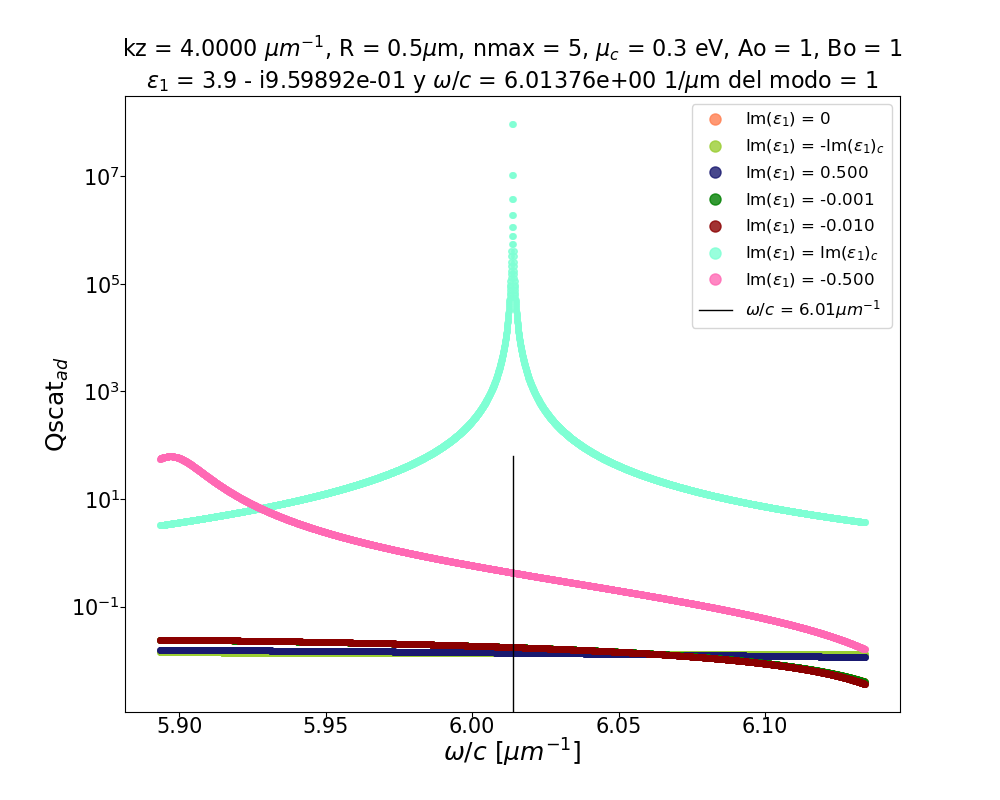 kz = 4.0000 μm⁻¹, R = 0.5μm, nmax = 5, μ_c = 0.3 eV, Ao = 1, Bo = 1
ε₁ = 3.9 - i9.59892e-01 y ω/c = 6.01376e+00 1/μm del modo = 1
Im(ε₁) = 0
Im(ε₁) = -Im(ε₁)_c
Im(ε₁) = 0.500
Im(ε₁) = -0.001
Im(ε₁) = -0.010
Im(ε₁) = Im(ε₁)_c
Im(ε₁) = -0.500
ω/c = 6.01μm⁻¹
Qscat_ad
10⁷
10⁵
10³
10¹
10⁻¹
5.90 5.95 6.00 6.05 6.10
ω/c [μm⁻¹]